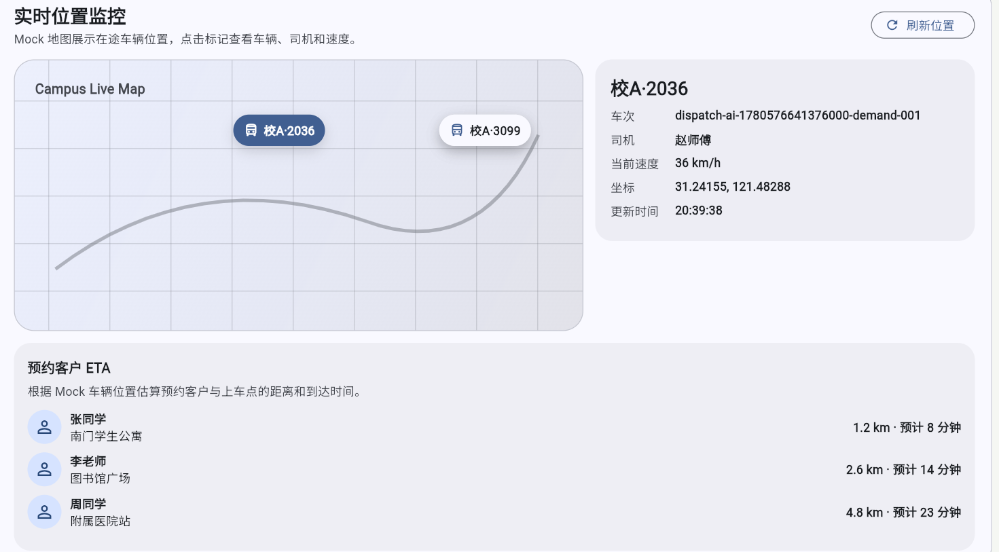 实时位置监控
Mock 地图展示在途车辆位置，点击标记查看车辆、司机和速度。
刷新位置
Campus Live Map
校A·2036
校A·3099
校A·2036
车次 dispatch-ai-1780576641376000-demand-001
司机 赵师傅
当前速度 36 km/h
坐标 31.24155, 121.48288
更新时间 20:39:38
预约客户 ETA
根据 Mock 车辆位置估算预约客户与上车点的距离和到达时间。
张同学
南门学生公寓
1.2 km · 预计 8 分钟
李老师
图书馆广场
2.6 km · 预计 14 分钟
周同学
附属医院站
4.8 km · 预计 23 分钟